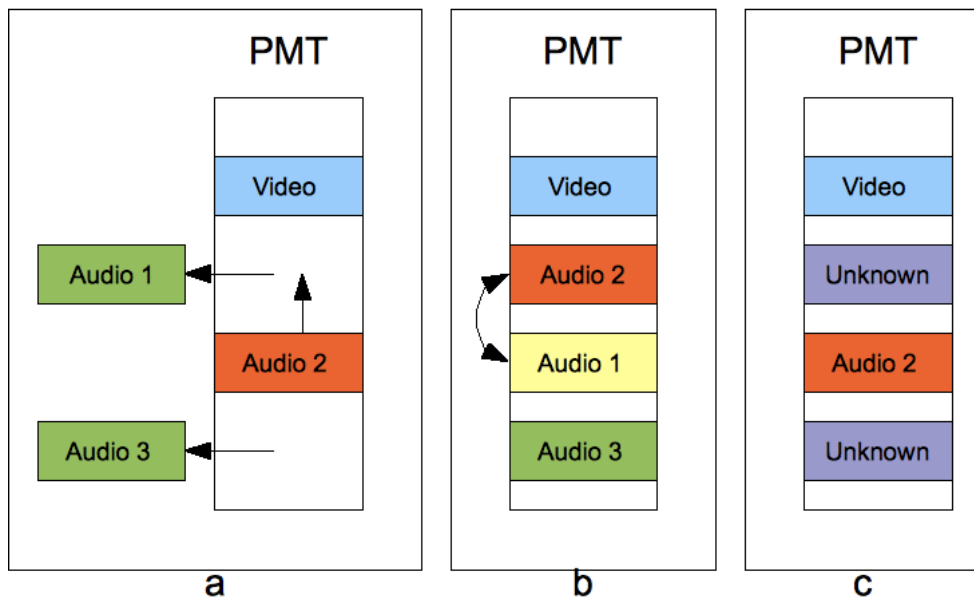 PMT
Video
Audio 1
Audio 2
Audio 3
a
PMT
Video
Audio 2
Audio 1
Audio 3
b
PMT
Video
Unknown
Audio 2
Unknown
c